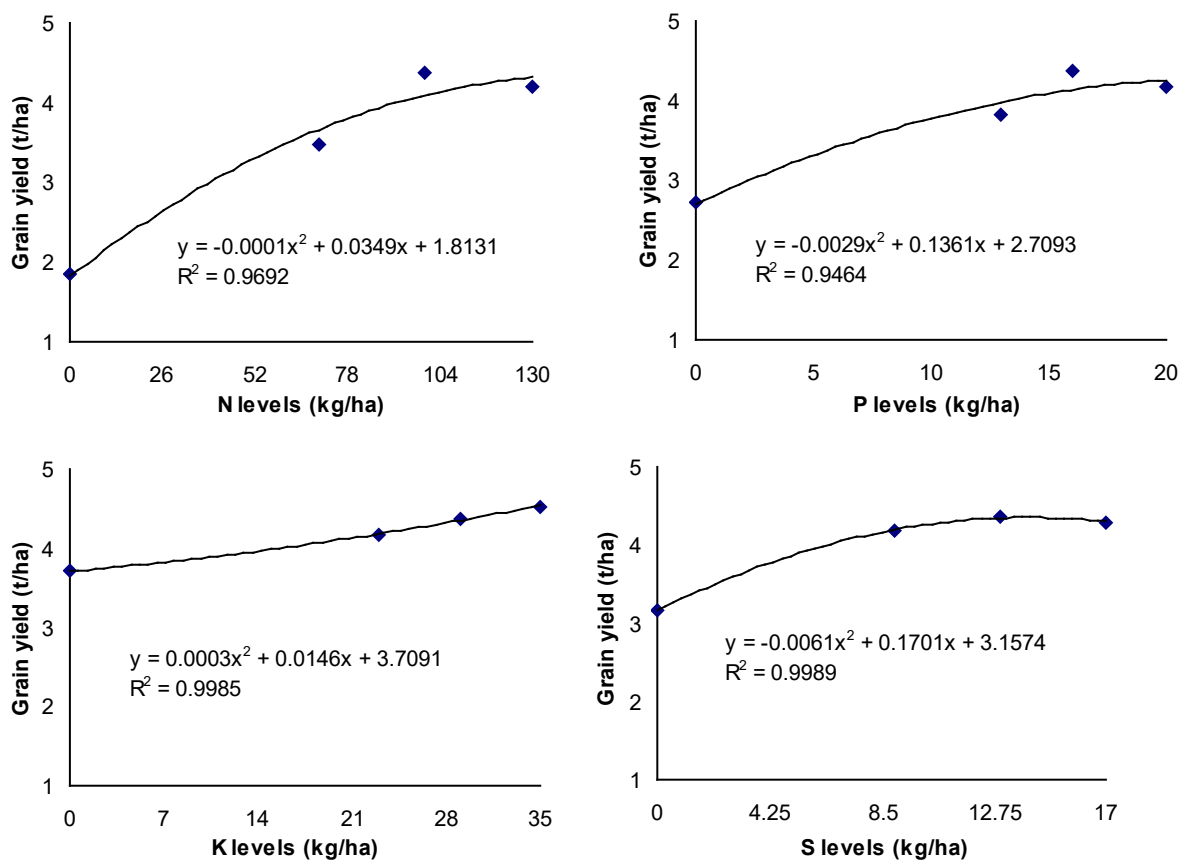 5
4
3
2
1
Grain yield (t/ha)
y = -0.0001x² + 0.0349x + 1.8131
R² = 0.9692
0 26 52 78 104 130
N levels (kg/ha)
5
4
3
2
1
Grain yield (t/ha)
y = -0.0029x² + 0.1361x + 2.7093
R² = 0.9464
0 5 10 15 20
P levels (kg/ha)
5
4
3
2
1
Grain yield (t/ha)
y = 0.0003x² + 0.0146x + 3.7091
R² = 0.9985
0 7 14 21 28 35
K levels (kg/ha)
5
4
3
2
1
Grain yield (t/ha)
y = -0.0061x² + 0.1701x + 3.1574
R² = 0.9989
0 4.25 8.5 12.75 17
S levels (kg/ha)